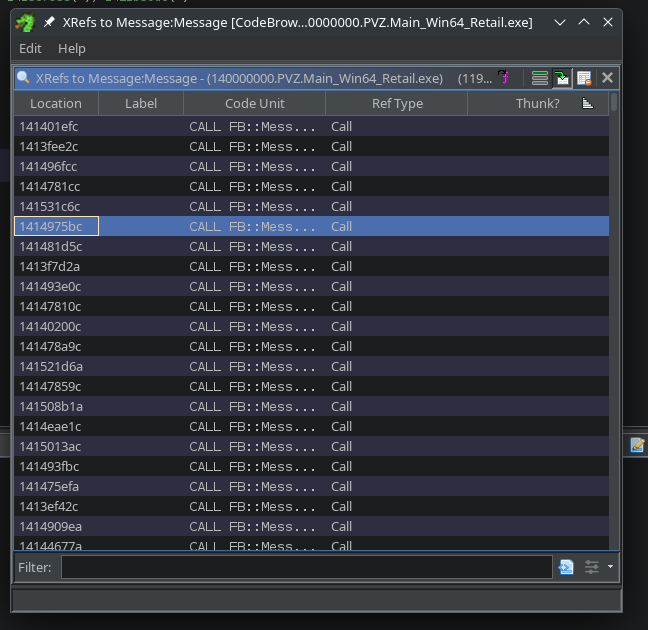 XRefs to Message:Message [CodeBrow...0000000.PVZ.Main_Win64_Retail.exe]
Edit Help
XRefs to Message:Message - (140000000.PVZ.Main_Win64_Retail.exe) (119...
Location Label Code Unit Ref Type Thunk?
141401efc CALL FB::Mess... Call
1413fee2c CALL FB::Mess... Call
141496fcc CALL FB::Mess... Call
1414781cc CALL FB::Mess... Call
141531c6c CALL FB::Mess... Call
1414975bc CALL FB::Mess... Call
141481d5c CALL FB::Mess... Call
1413f7d2a CALL FB::Mess... Call
141493e0c CALL FB::Mess... Call
14147810c CALL FB::Mess... Call
14140200c CALL FB::Mess... Call
141478a9c CALL FB::Mess... Call
141521d6a CALL FB::Mess... Call
14147859c CALL FB::Mess... Call
141508b1a CALL FB::Mess... Call
1414eae1c CALL FB::Mess... Call
1415013ac CALL FB::Mess... Call
141493fbc CALL FB::Mess... Call
141475efa CALL FB::Mess... Call
1413ef42c CALL FB::Mess... Call
1414909ea CALL FB::Mess... Call
14144677a CALL FB::Mess... Call
Filter: